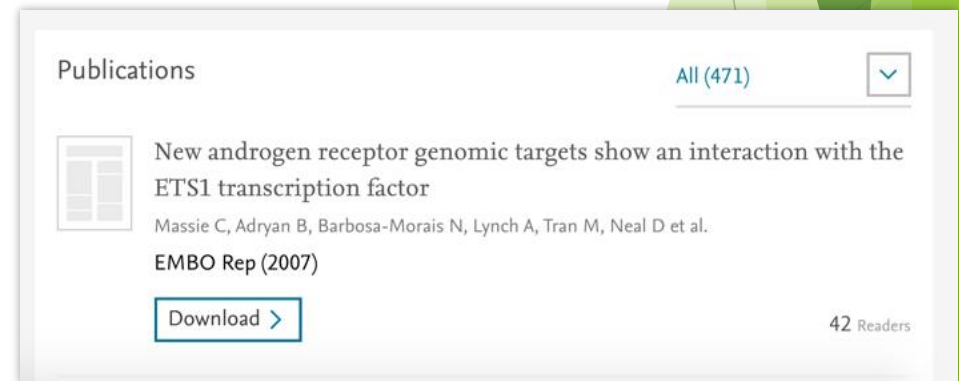 Publications
All (471)
New androgen receptor genomic targets show an interaction with the
ETS1 transcription factor
Massie C, Adryan B, Barbosa-Morais N, Lynch A, Tran M, Neal D et al.
EMBO Rep (2007)
Download >
42 Readers